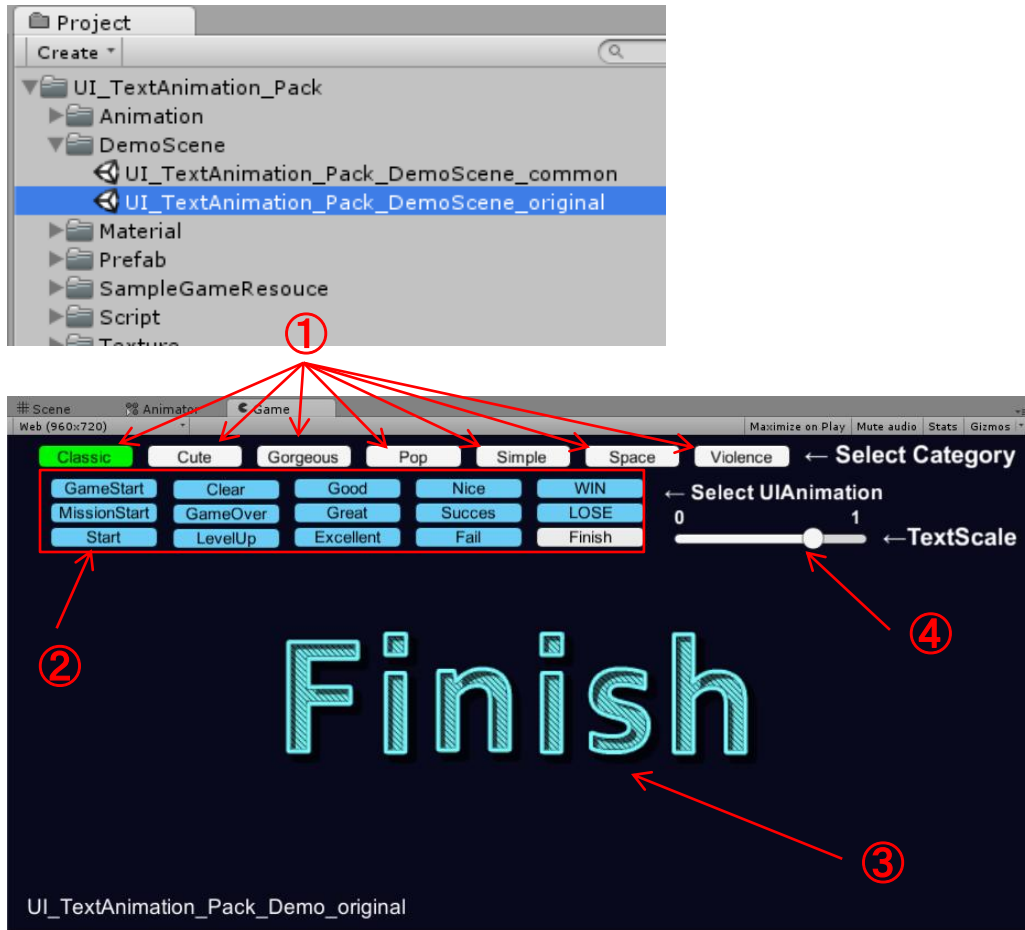 Project
Create
UI_TextAnimation_Pack
Animation
DemoScene
UI_TextAnimation_Pack_DemoScene_common
UI_TextAnimation_Pack_DemoScene_original
Material
Prefab
SampleGameResouce
Script
Texture
①
Scene Animator Game
Web (960x720) Maximize on Play Mute audio Stats Gizmos
Classic Cute Gorgeous Pop Simple Space Violence ← Select Category
GameStart Clear Good Nice WIN ← Select UIAnimation
MissionStart GameOver Great Succes LOSE 0 1
Start LevelUp Excellent Fail Finish ←TextScale
②
④
Finish
③
UI_TextAnimation_Pack_Demo_original